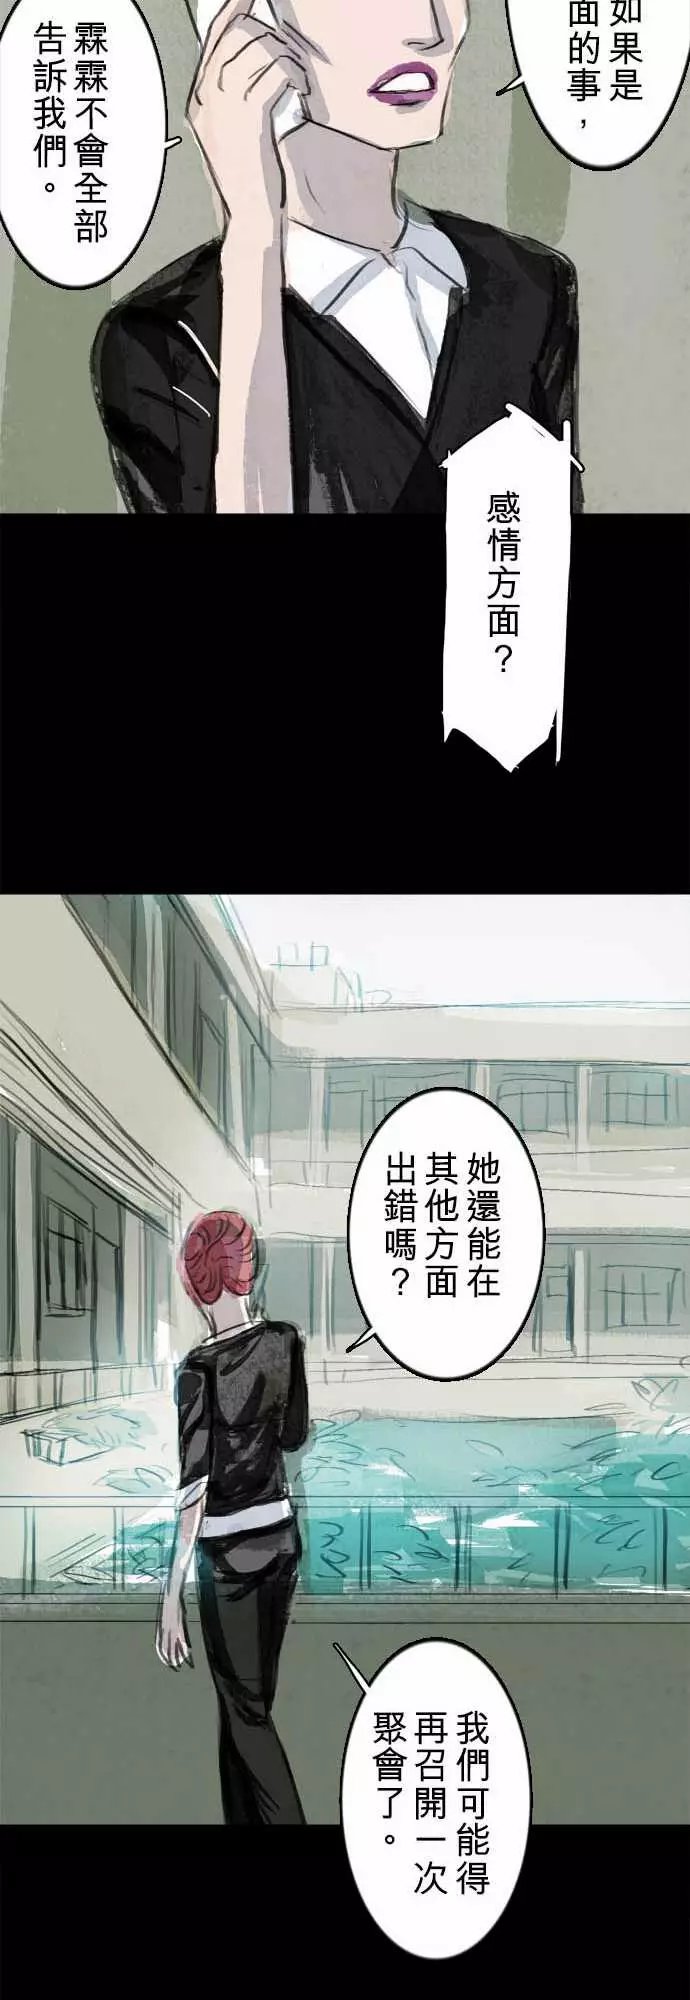 如果是
面的事，
霖霖不會全部
告訴我們。
感情方面？
她還能在
其他方面
出錯嗎？
我們可能得
再召開一次
聚會了。